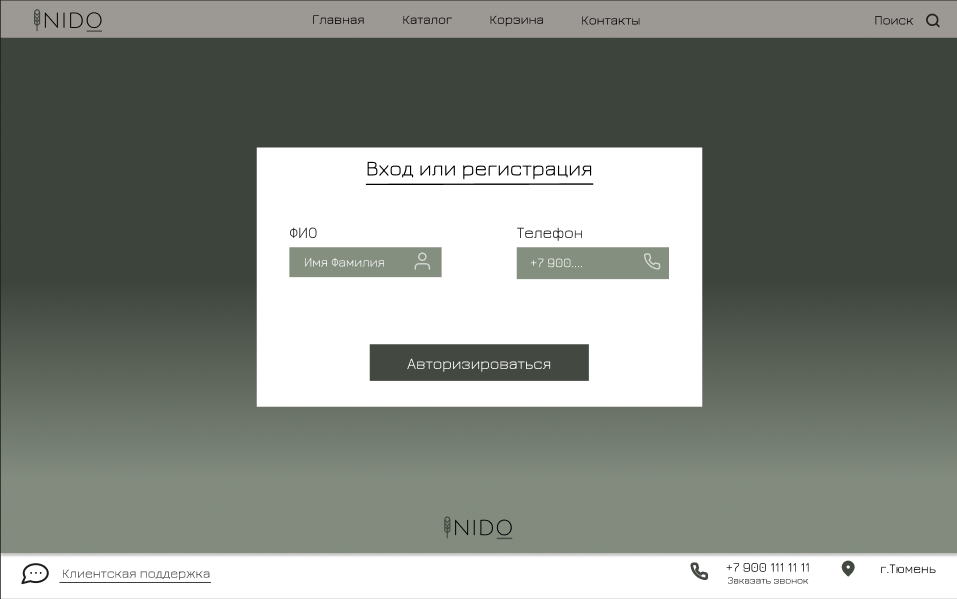 NIDO
Главная Каталог Корзина Контакты Поиск
Вход или регистрация
ФИО Телефон
Имя Фамилия +7 900....
Авторизироваться
NIDO
Клиентская поддержка
+7 900 111 11 11 г.Тюмень
Заквзать звонок